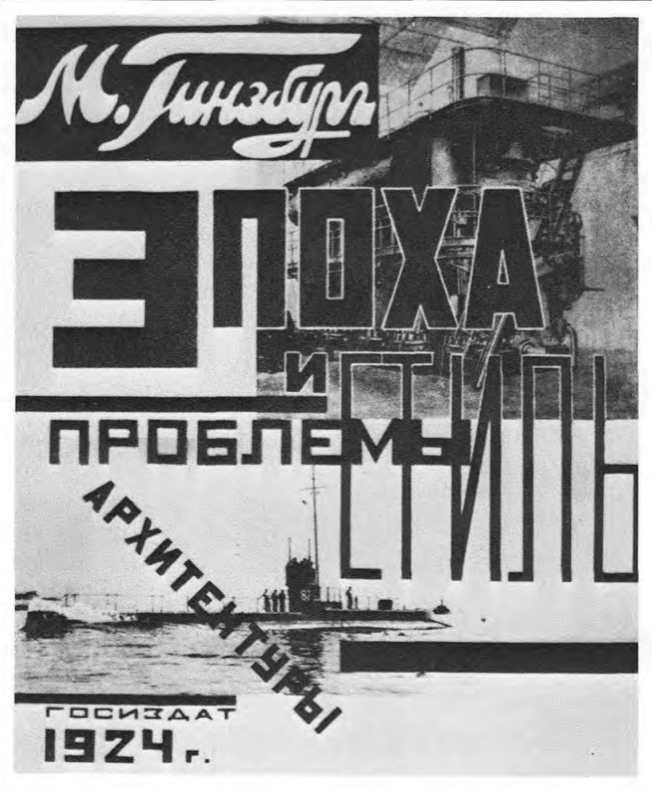 М. Гинзбург
ЭПОХА
и
СТИЛЬ
ПРОБЛЕМЫ
АРХИТЕКТУРЫ
ГОСИЗДАТ
1924 г.